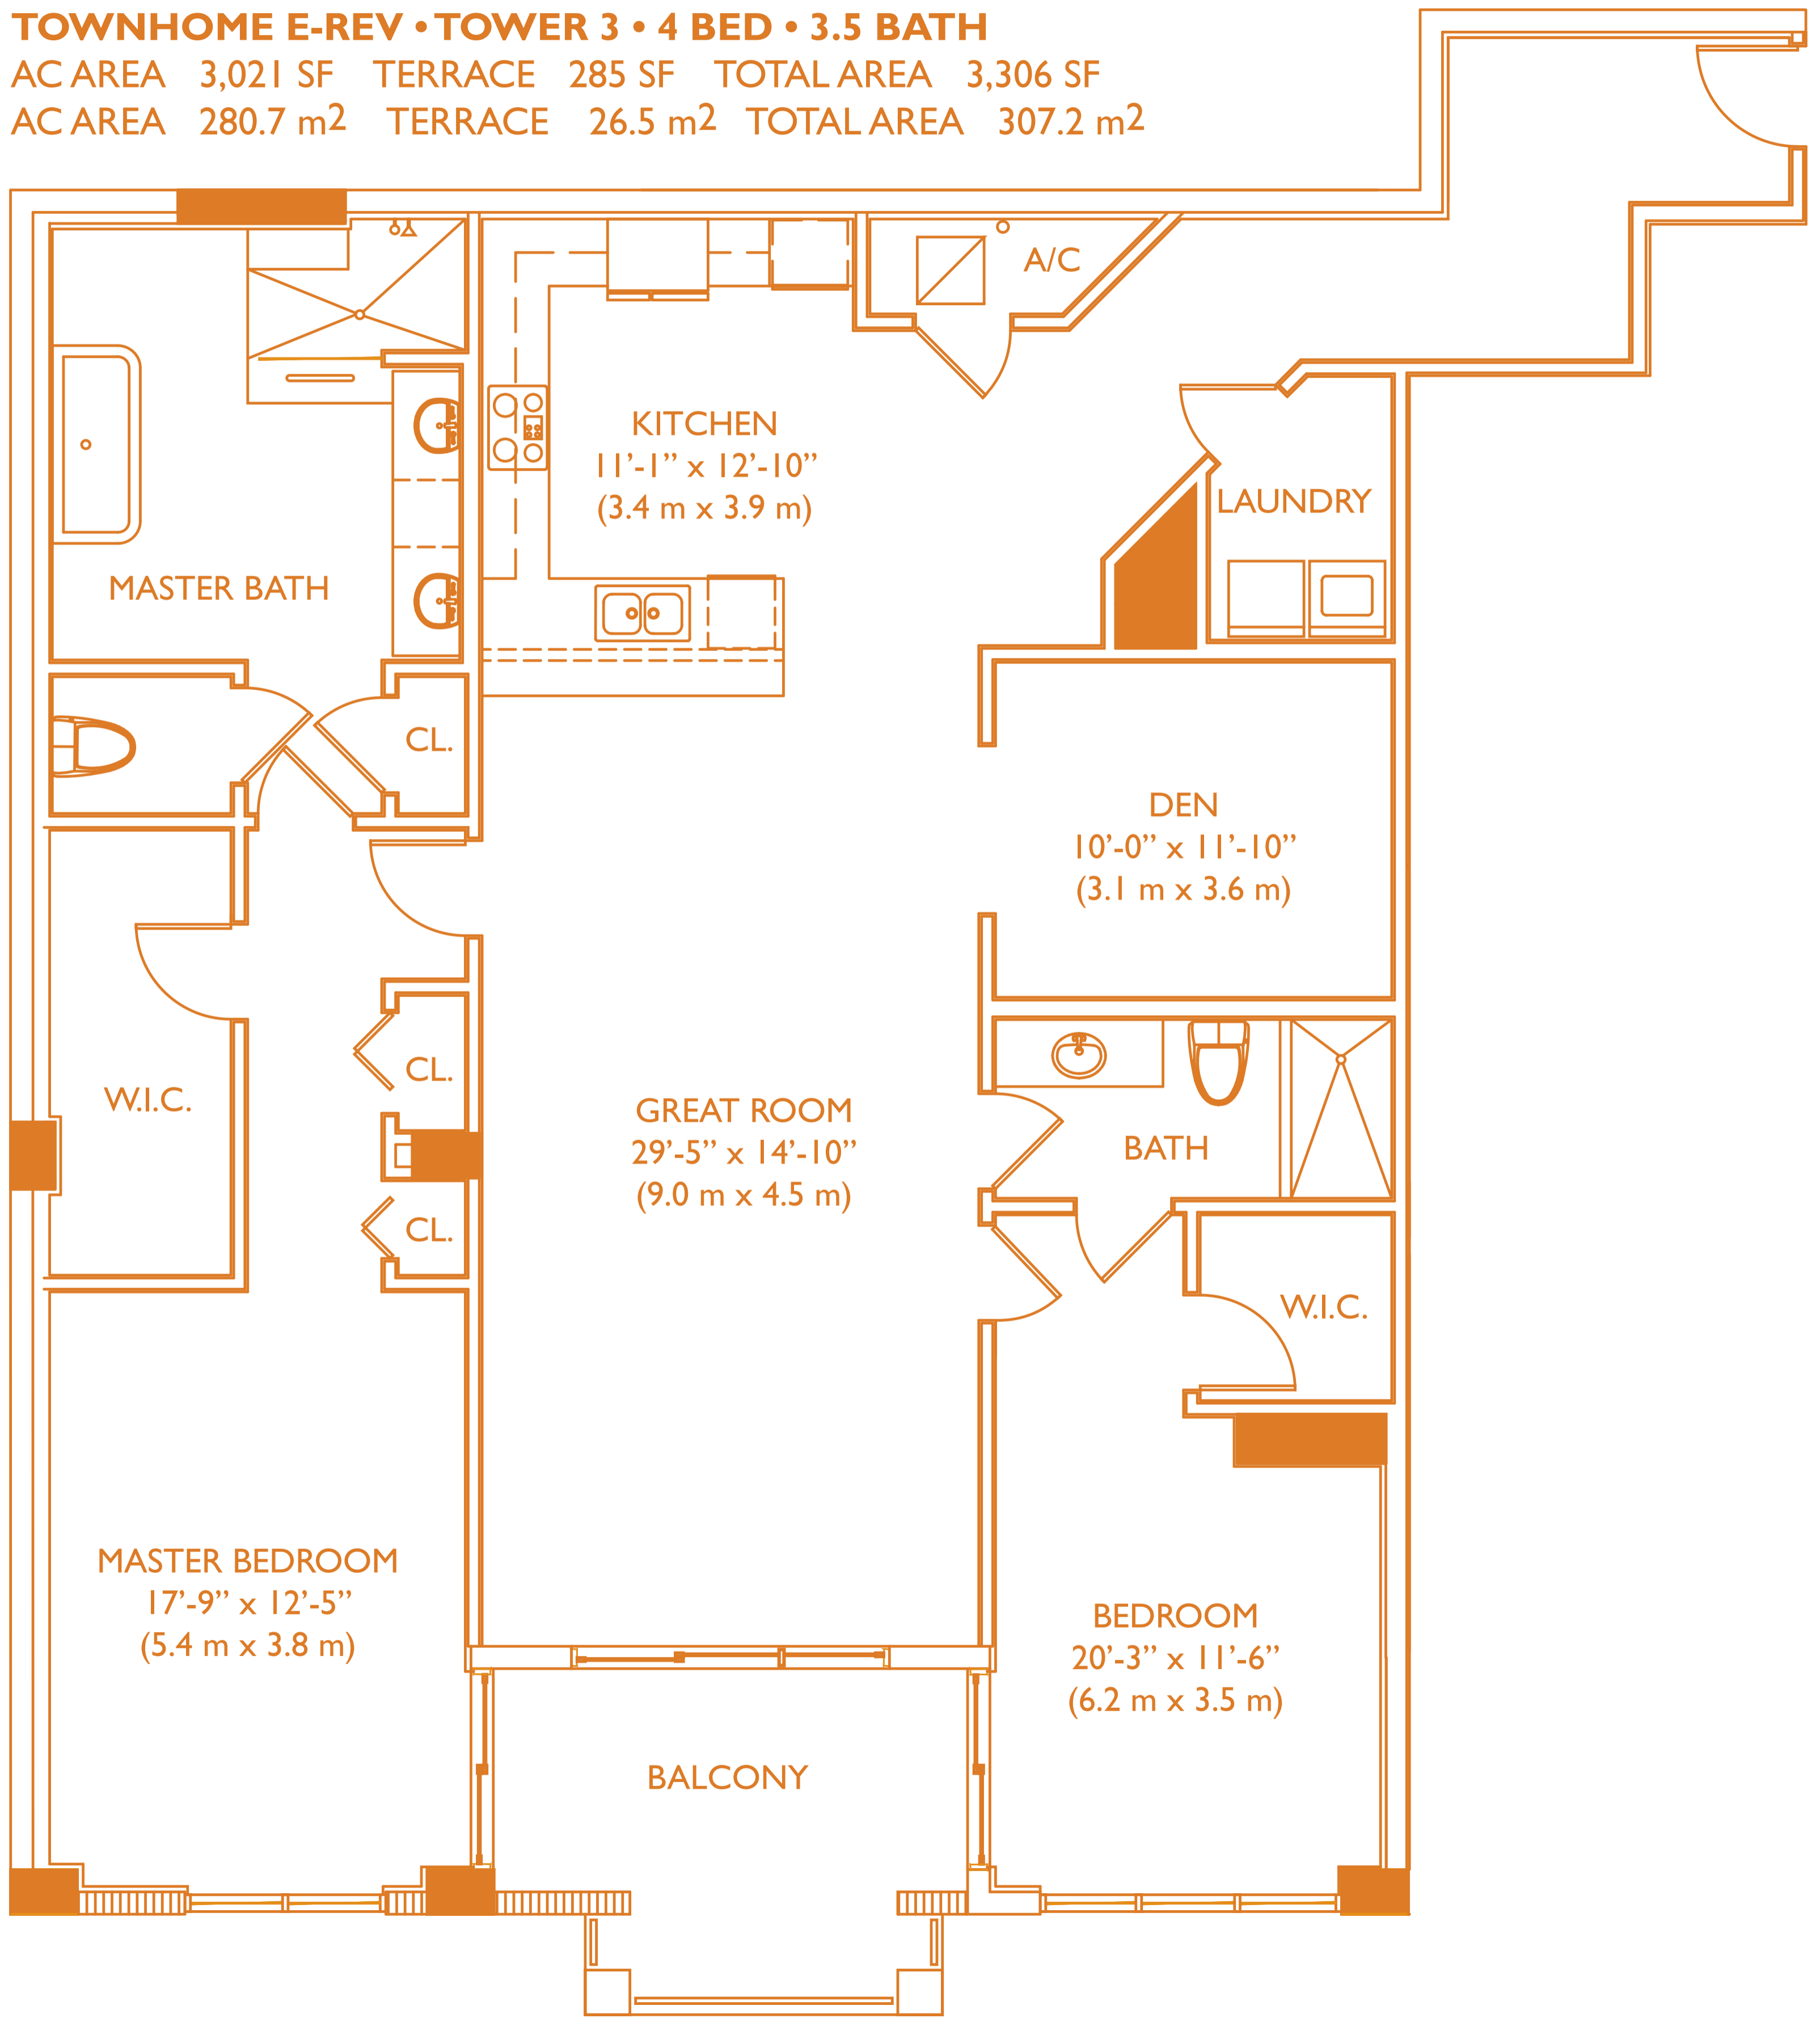 TOWNHOME E-REV • TOWER 3 • 4 BED • 3.5 BATH
AC AREA 3,021 SF TERRACE 285 SF TOTAL AREA 3,306 SF
AC AREA 280.7 m2 TERRACE 26.5 m2 TOTAL AREA 307.2 m2
A/C
KITCHEN
11’-1” x 12’-10”
(3.4 m x 3.9 m)
LAUNDRY
MASTER BATH
CL.
DEN
10’-0” x 11’-10”
(3.1 m x 3.6 m)
CL.
W.I.C.
GREAT ROOM
29’-5” x 14’-10”
(9.0 m x 4.5 m)
BATH
CL.
W.I.C.
MASTER BEDROOM
17’-9” x 12’-5”
(5.4 m x 3.8 m)
BEDROOM
20’-3” x 11’-6”
(6.2 m x 3.5 m)
BALCONY